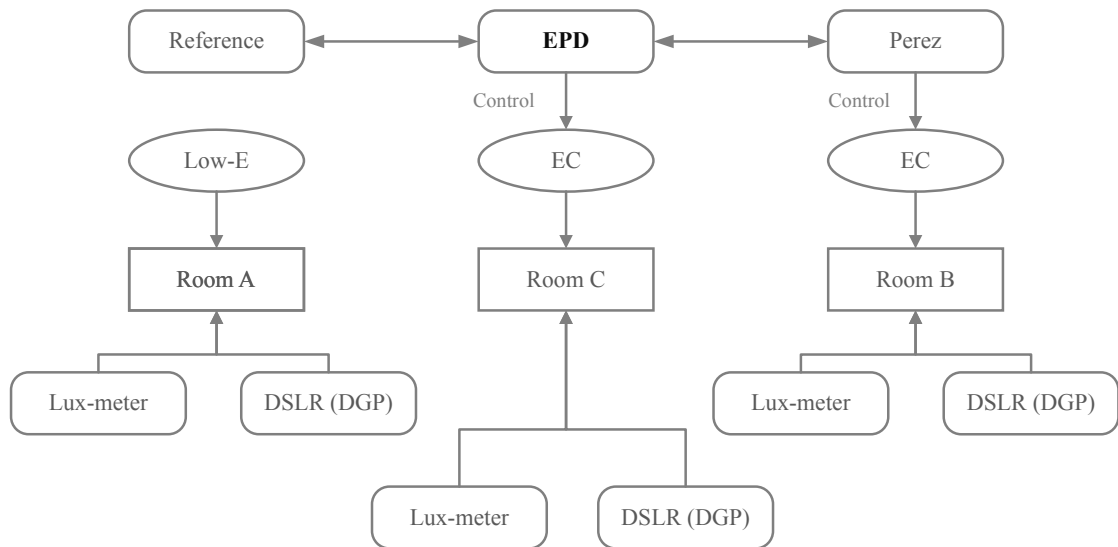 Reference
EPD
Perez
Control
Control
Low-E
EC
EC
Room A
Room C
Room B
Lux-meter
DSLR (DGP)
Lux-meter
DSLR (DGP)
Lux-meter
DSLR (DGP)